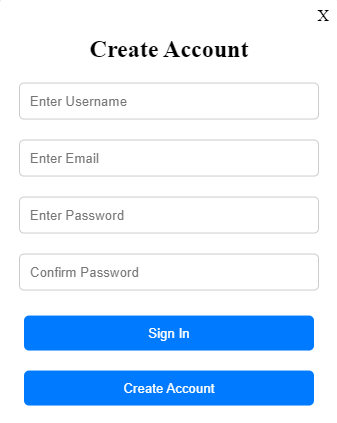 X
Create Account
Enter Username
Enter Email
Enter Password
Confirm Password
Sign In
Create Account